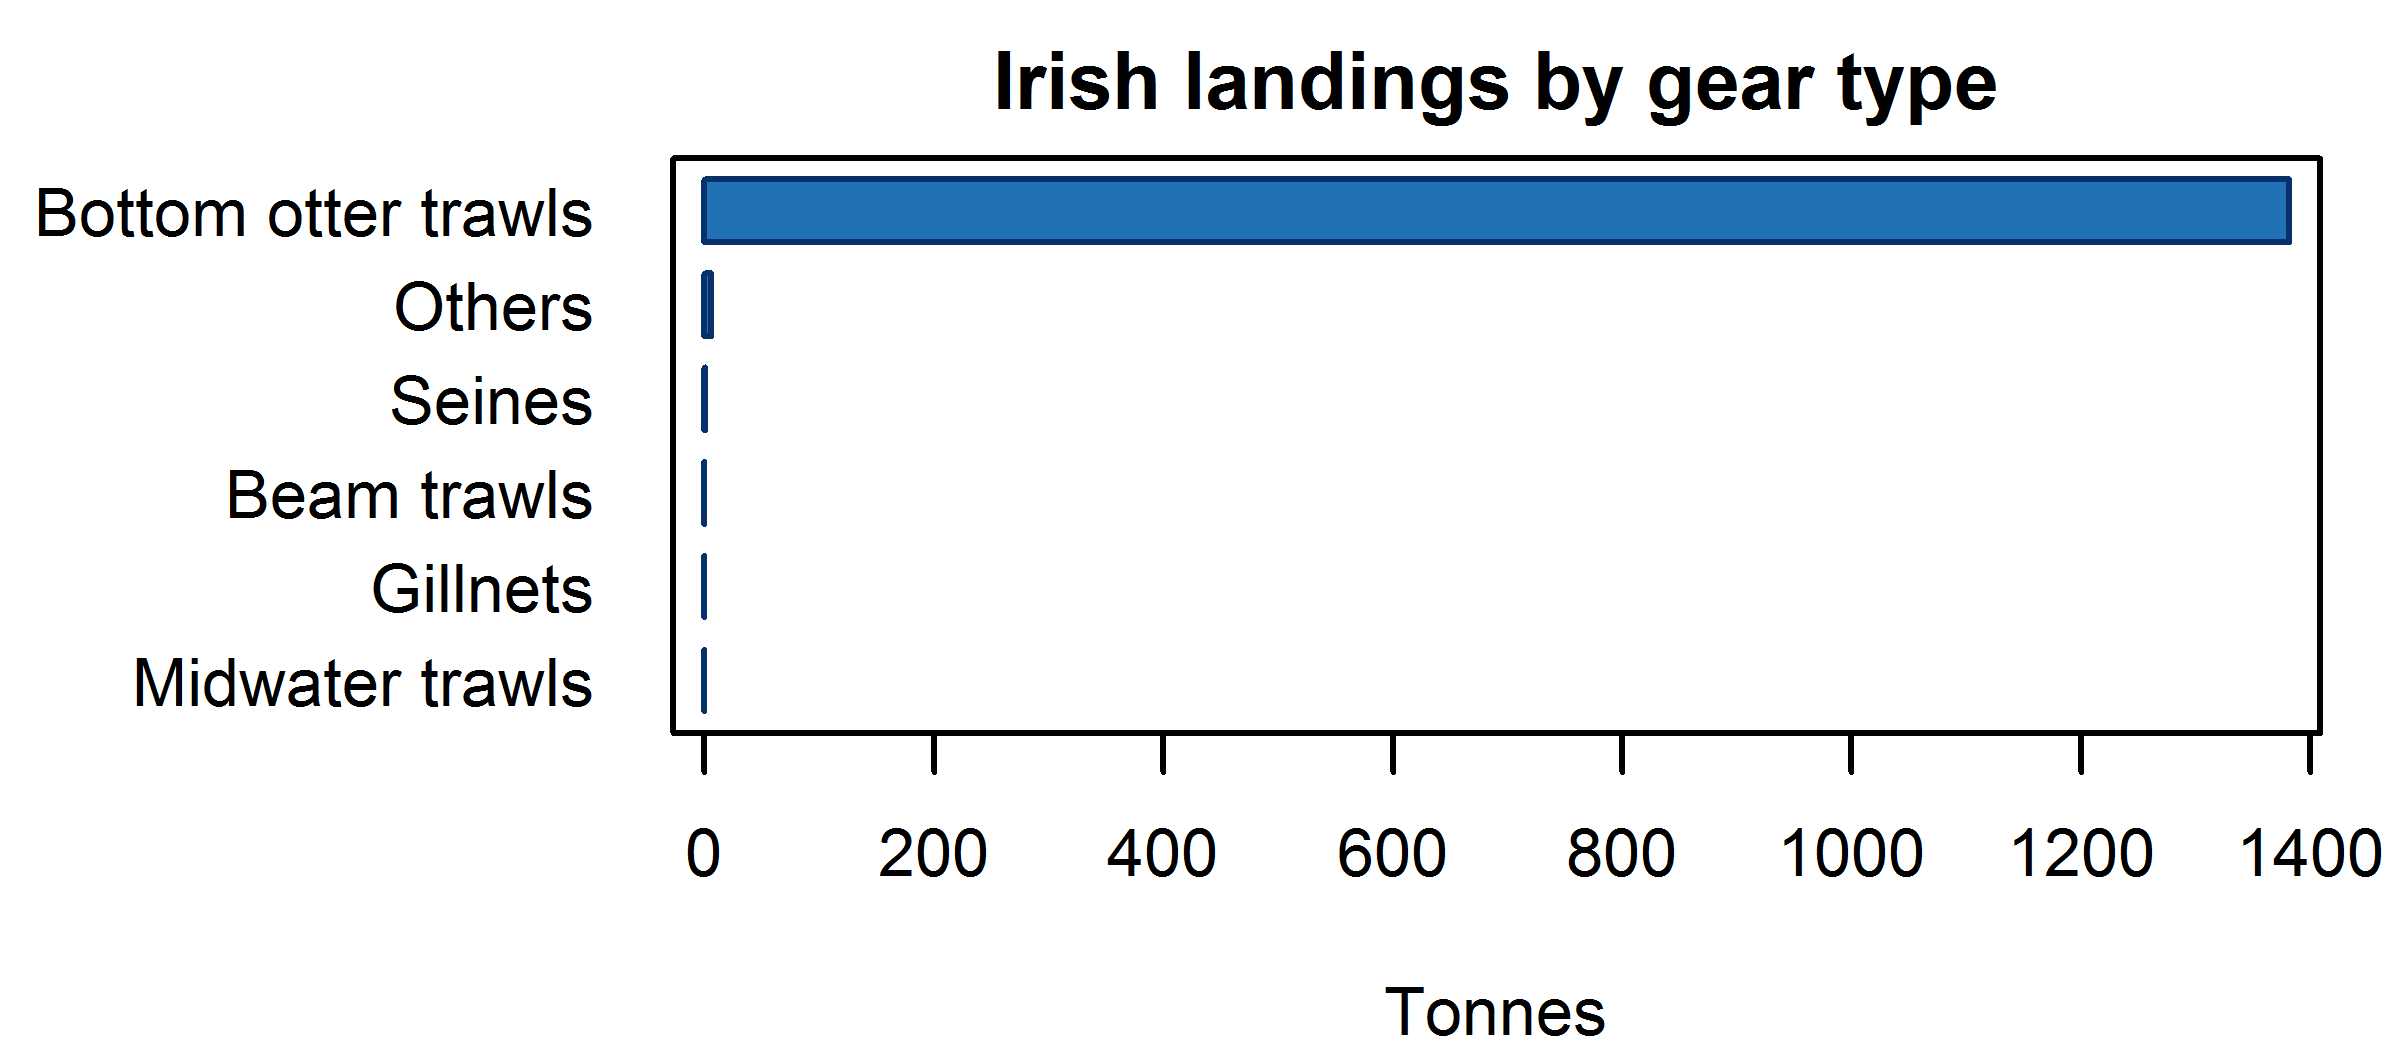 Irish landings by gear type
Bottom otter trawls
Others
Seines
Beam trawls
Gillnets
Midwater trawls
0 200 400 600 800 1000 1200 1400
Tonnes